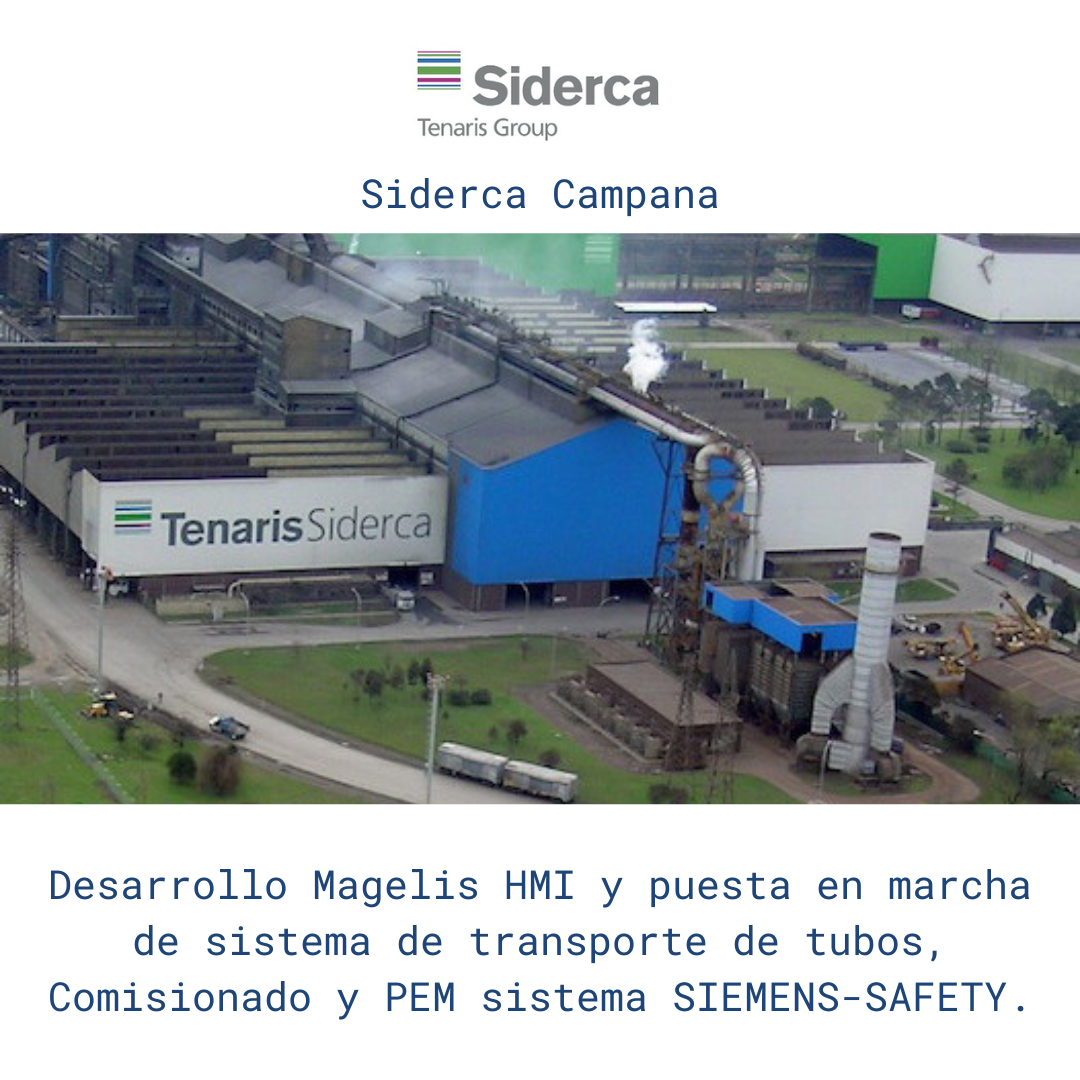 Siderca
Tenaris Group
Siderca Campana
TenarisSiderca
Desarrollo Magelis HMI y puesta en marcha
de sistema de transporte de tubos,
Comisionado y PEM sistema SIEMENS-SAFETY.